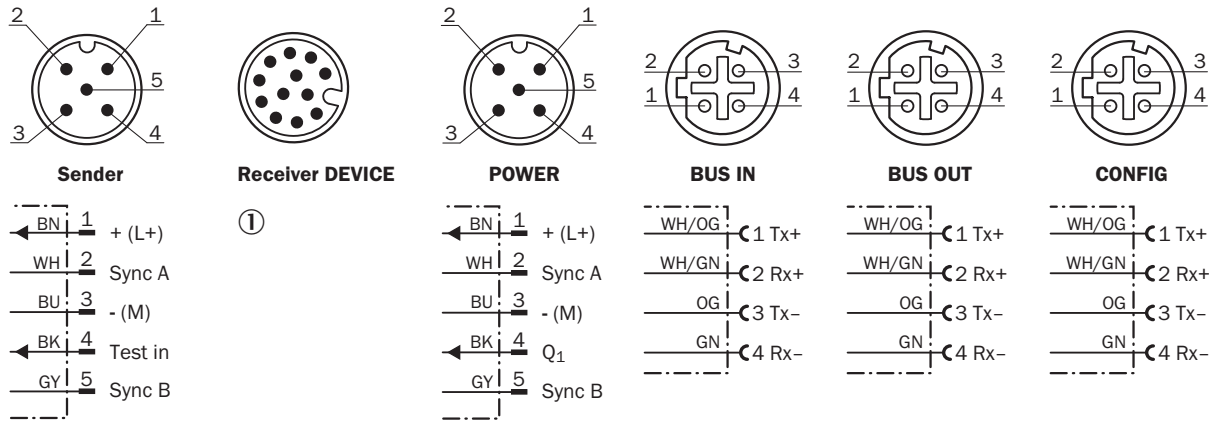 2 1
5
3 4
Sender
BN 1 + (L+)
WH 2 Sync A
BU 3 - (M)
BK 4 Test in
GY 5 Sync B
Receiver DEVICE
①
2 1
5
3 4
POWER
BN 1 + (L+)
WH 2 Sync A
BU 3 - (M)
BK 4 Q1
GY 5 Sync B
2 3
1 4
BUS IN
WH/OG 1 Tx+
WH/GN 2 Rx+
OG 3 Tx–
GN 4 Rx–
2 3
1 4
BUS OUT
WH/OG 1 Tx+
WH/GN 2 Rx+
OG 3 Tx–
GN 4 Rx–
2 3
1 4
CONFIG
WH/OG 1 Tx+
WH/GN 2 Rx+
OG 3 Tx–
GN 4 Rx–